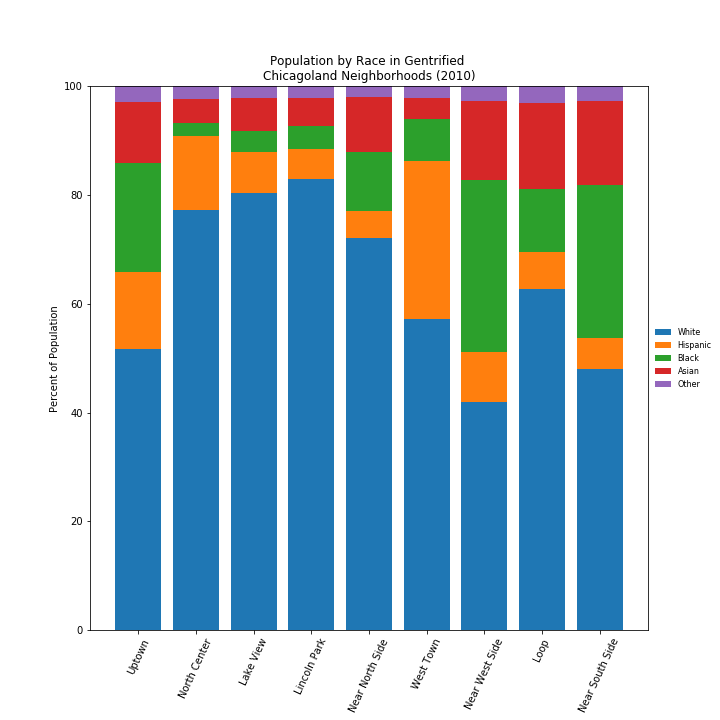 Population by Race in Gentrified
Chicagoland Neighborhoods (2010)
100
80
60
40
20
0
Percent of Population
White
Hispanic
Black
Asian
Other
Uptown
North Center
Lake View
Lincoln Park
Near North Side
West Town
Near West Side
Loop
Near South Side